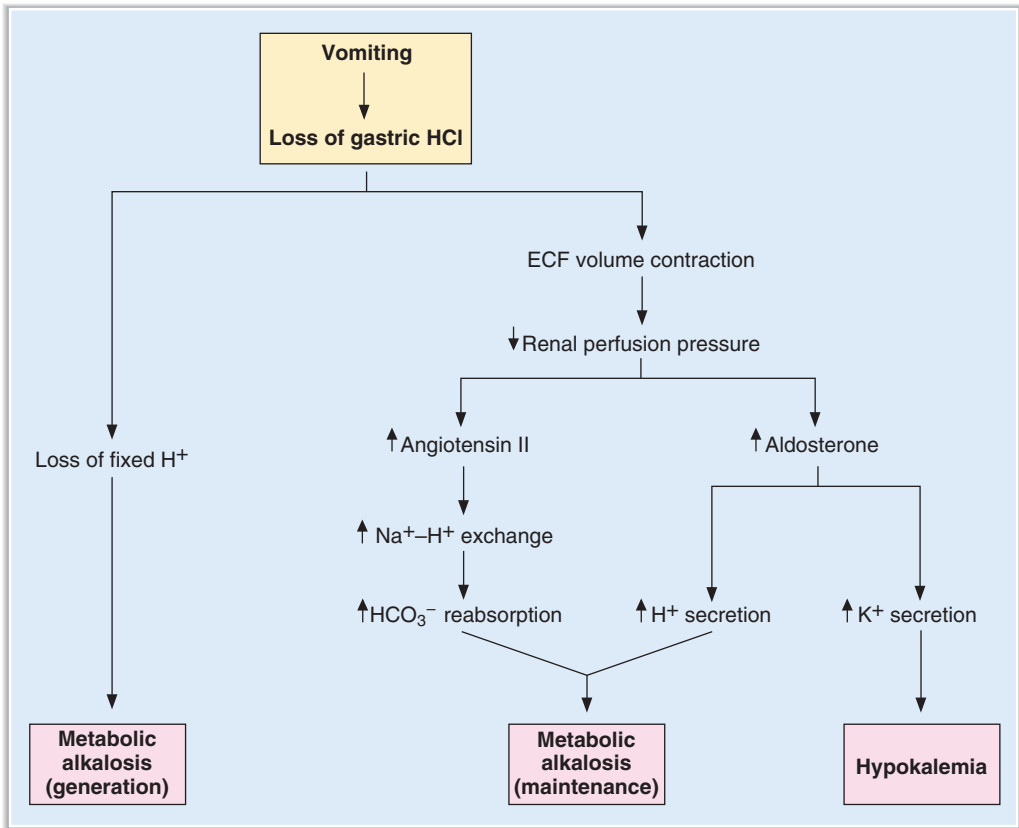 Vomiting
Loss of gastric HCl
ECF volume contraction
↓Renal perfusion pressure
Loss of fixed H⁺
↑Angiotensin II
↑Aldosterone
↑Na⁺–H⁺ exchange
↑HCO₃⁻ reabsorption
↑H⁺ secretion
↑K⁺ secretion
Metabolic
alkalosis
(generation)
Metabolic
alkalosis
(maintenance)
Hypokalemia